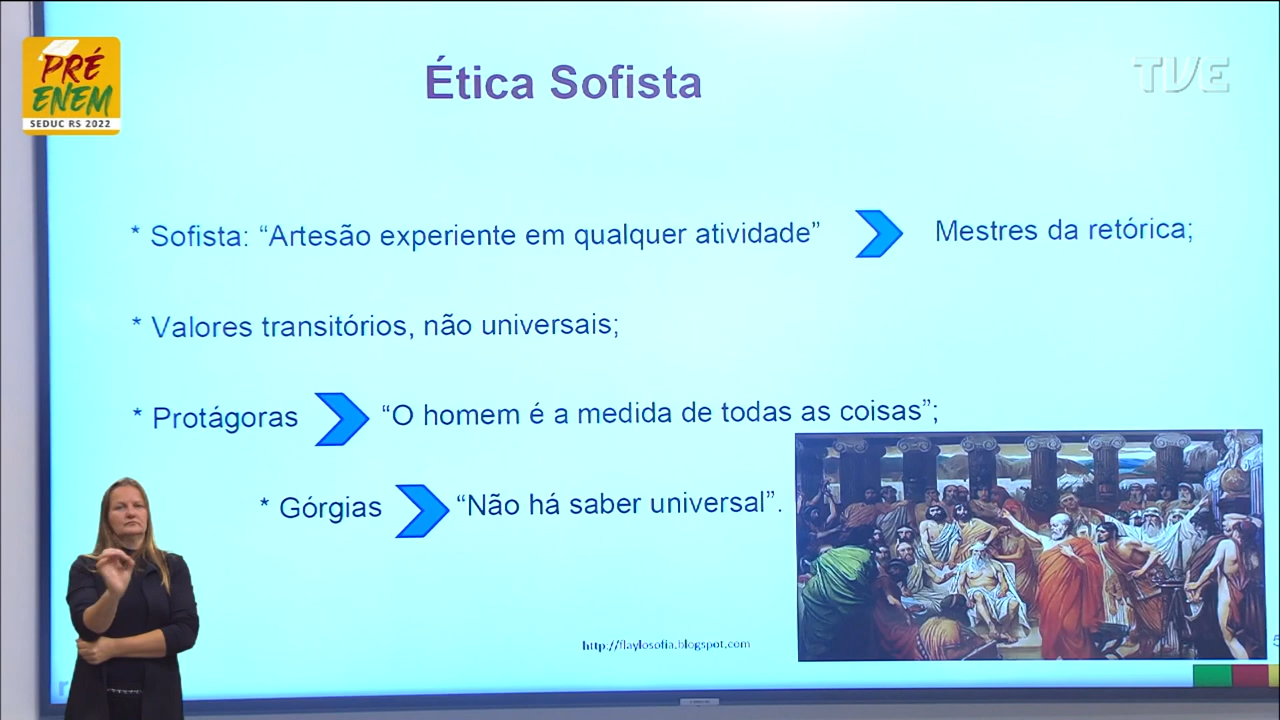 PRÉ
ENEM
SEDUC RS 2022
TVE
Ética Sofista
* Sofista: “Artesão experiente em qualquer atividade” Mestres da retórica;
* Valores transitórios, não universais;
* Protágoras “O homem é a medida de todas as coisas”;
* Górgias “Não há saber universal”.
http://flaylosofia.blogspot.com